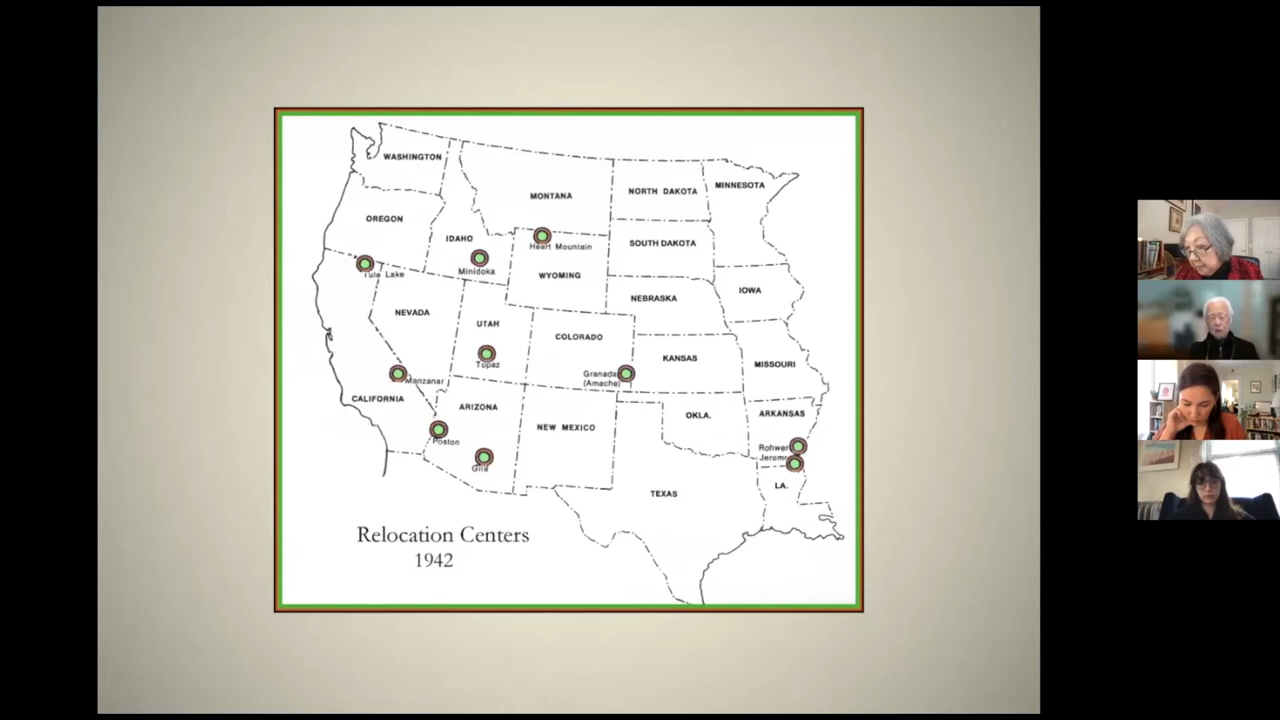 WASHINGTON
MONTANA
NORTH DAKOTA
MINNESOTA
OREGON
IDAHO
Heart Mountain
SOUTH DAKOTA
Tule Lake
Minidoka
WYOMING
IOWA
NEBRASKA
NEVADA
UTAH
COLORADO
KANSAS
MISSOURI
Topaz
Granada
(Amache)
Manzanar
CALIFORNIA
ARIZONA
NEW MEXICO
OKLA.
ARKANSAS
Poston
Rohwer
Jerome
Gila
LA.
TEXAS
Relocation Centers
1942